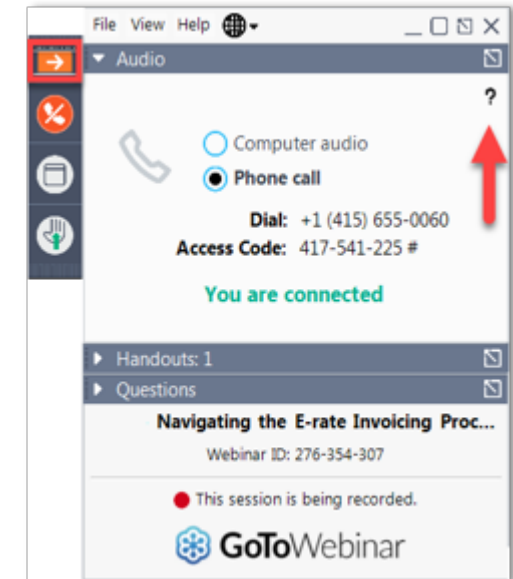 File View Help
Audio
?
Computer audio
Phone call
Dial: +1 (415) 655-0060
Access Code: 417-541-225 #
You are connected
Handouts: 1
Questions
Navigating the E-rate Invoicing Proc...
Webinar ID: 276-354-307
This session is being recorded.
GoToWebinar